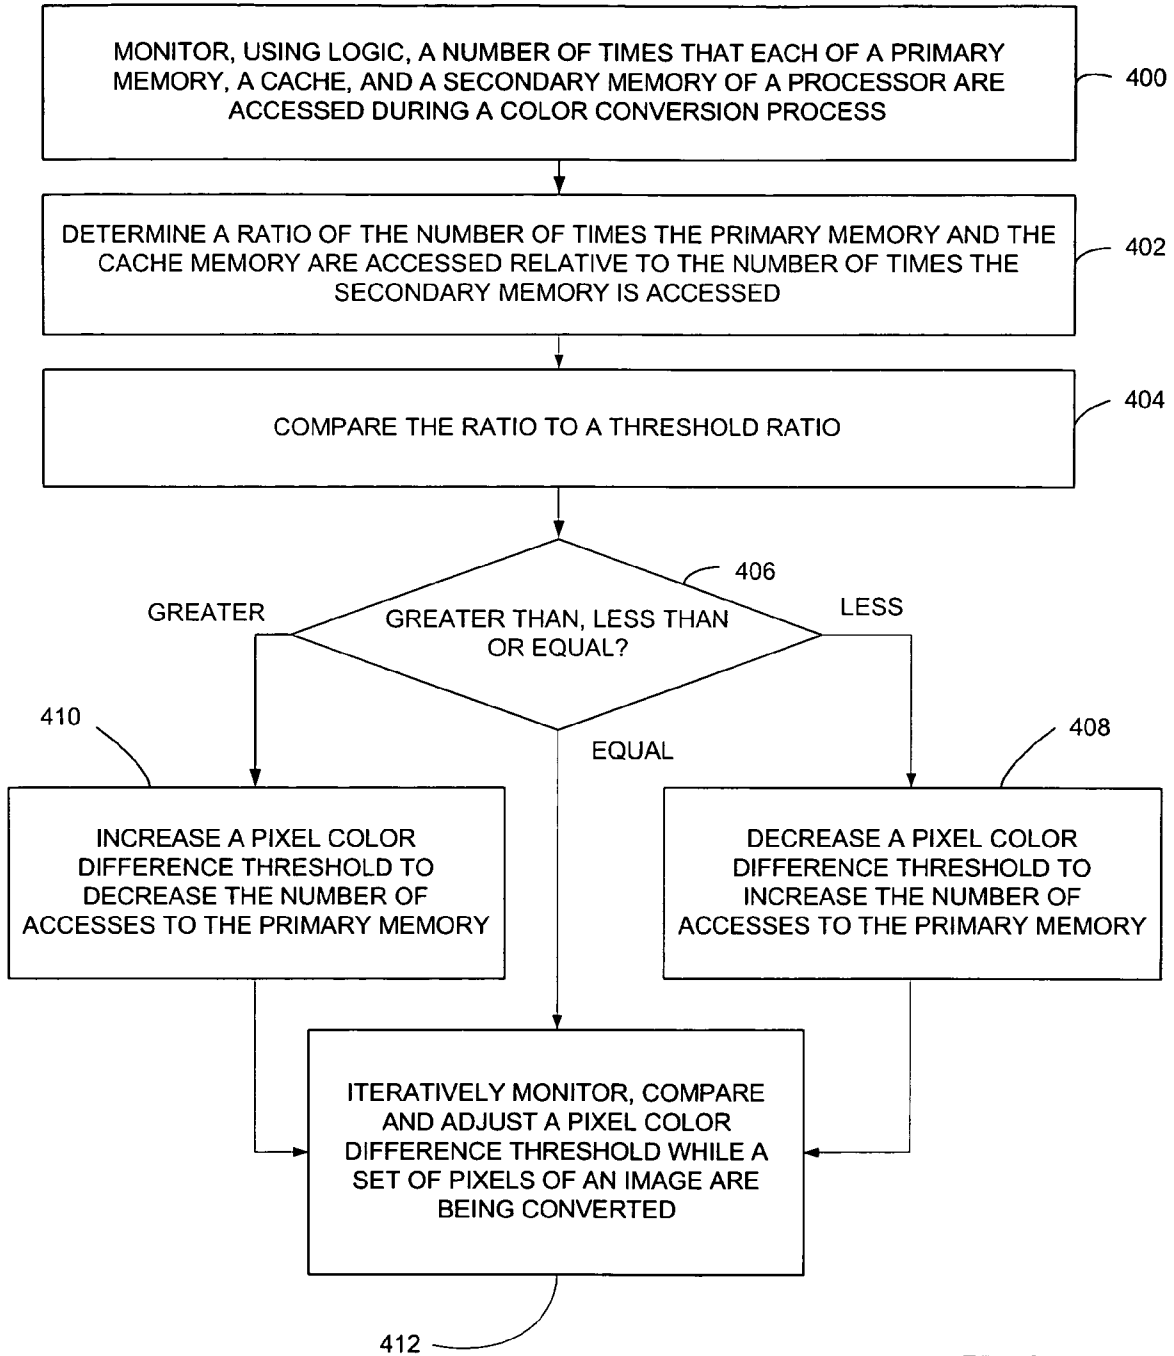 MONITOR, USING LOGIC, A NUMBER OF TIMES THAT EACH OF A PRIMARY
MEMORY, A CACHE, AND A SECONDARY MEMORY OF A PROCESSOR ARE
ACCESSED DURING A COLOR CONVERSION PROCESS
400
DETERMINE A RATIO OF THE NUMBER OF TIMES THE PRIMARY MEMORY AND THE
CACHE MEMORY ARE ACCESSED RELATIVE TO THE NUMBER OF TIMES THE
SECONDARY MEMORY IS ACCESSED
402
COMPARE THE RATIO TO A THRESHOLD RATIO
404
406
GREATER
GREATER THAN, LESS THAN
OR EQUAL?
LESS
410
EQUAL
408
INCREASE A PIXEL COLOR
DIFFERENCE THRESHOLD TO
DECREASE THE NUMBER OF
ACCESSES TO THE PRIMARY MEMORY
DECREASE A PIXEL COLOR
DIFFERENCE THRESHOLD TO
INCREASE THE NUMBER OF
ACCESSES TO THE PRIMARY MEMORY
ITERATIVELY MONITOR, COMPARE
AND ADJUST A PIXEL COLOR
DIFFERENCE THRESHOLD WHILE A
SET OF PIXELS OF AN IMAGE ARE
BEING CONVERTED
412